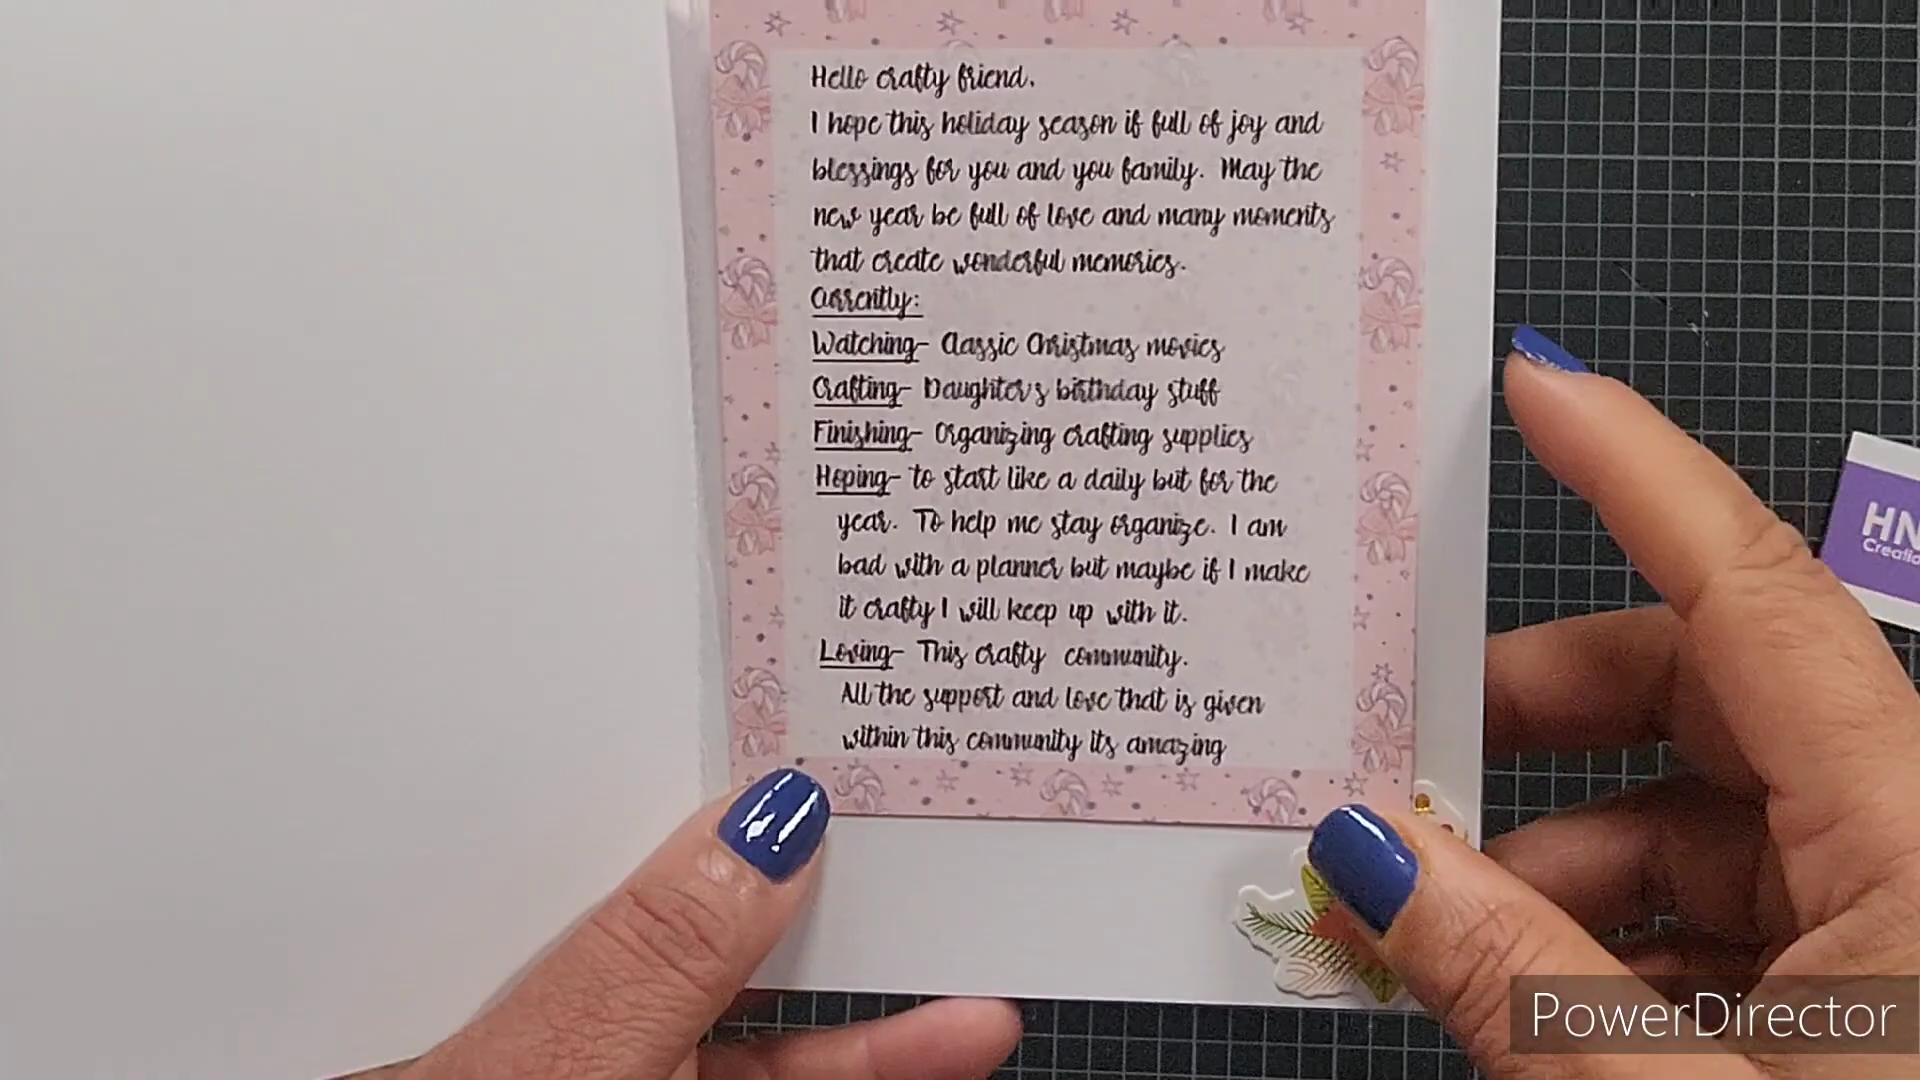 Hello crafty friend.
I hope this holiday season if full of joy and
blessings for you and you family. May the
new year be full of love and many moments
that create wonderful memories.
Currently:
Watching- Classic Christmas movies
Crafting- Daughter's birthday stuff
Finishing- Organizing crafting supplies
Hoping- to start like a daily but for the
year. To help me stay organize. I am
bad with a planner but maybe if I make
it crafty I will keep up with it.
Loving- This crafty community.
All the support and love that is given
within this community its amazing
HN
Creatio
PowerDirector